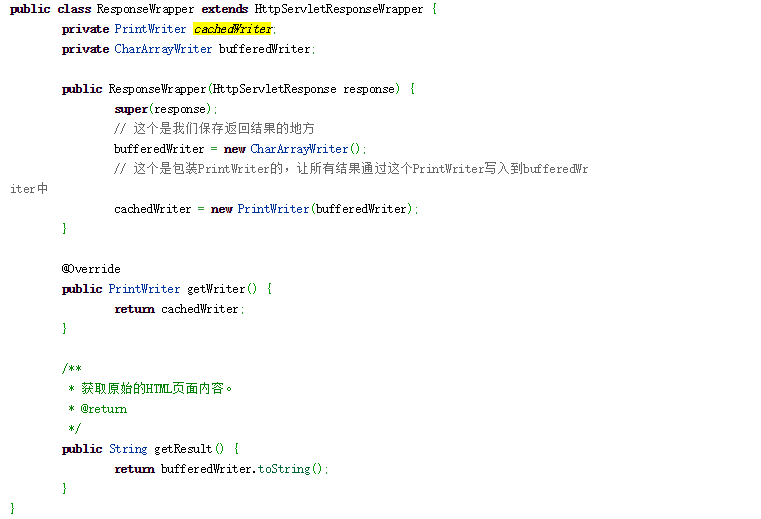 public class ResponseWrapper extends HttpServletResponseWrapper {
private PrintWriter cachedWriter;
private CharArrayWriter bufferedWriter;
public ResponseWrapper(HttpServletResponse response) {
super(response);
// 这个是我们保存返回结果的地方
bufferedWriter = new CharArrayWriter();
// 这个是包装PrintWriter的，让所有结果通过这个PrintWriter写入到bufferedWr
iter中
cachedWriter = new PrintWriter(bufferedWriter);
}
@Override
public PrintWriter getWriter() {
return cachedWriter;
}
/**
* 获取原始的HTML页面内容。
* @return
*/
public String getResult() {
return bufferedWriter.toString();
}
}